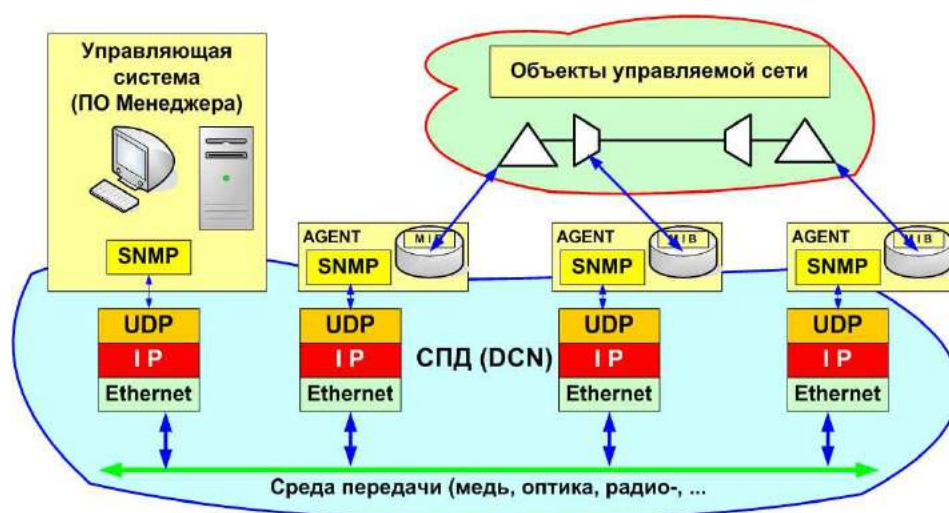 Управляющая
система
(ПО Менеджера)
Объекты управляемой сети
SNMP
AGENT
MIB
SNMP
AGENT
MIB
SNMP
AGENT
MIB
SNMP
UDP
IP
Ethernet
UDP
IP
Ethernet
СПД (DCN)
UDP
IP
Ethernet
UDP
IP
Ethernet
Среда передачи (медь, оптика, радио-, ...